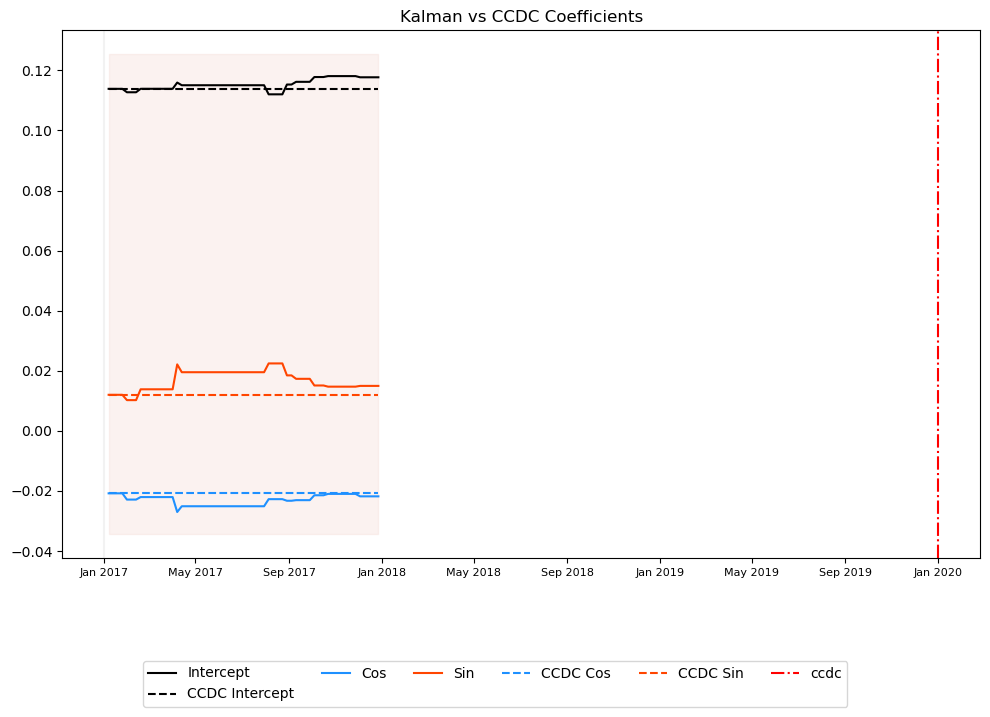 Kalman vs CCDC Coefficients
0.12
0.10
0.08
0.06
0.04
0.02
0.00
−0.02
−0.04
Jan 2017 May 2017 Sep 2017 Jan 2018 May 2018 Sep 2018 Jan 2019 May 2019 Sep 2019 Jan 2020
Intercept Cos Sin CCDC Cos CCDC Sin ccdc
CCDC Intercept